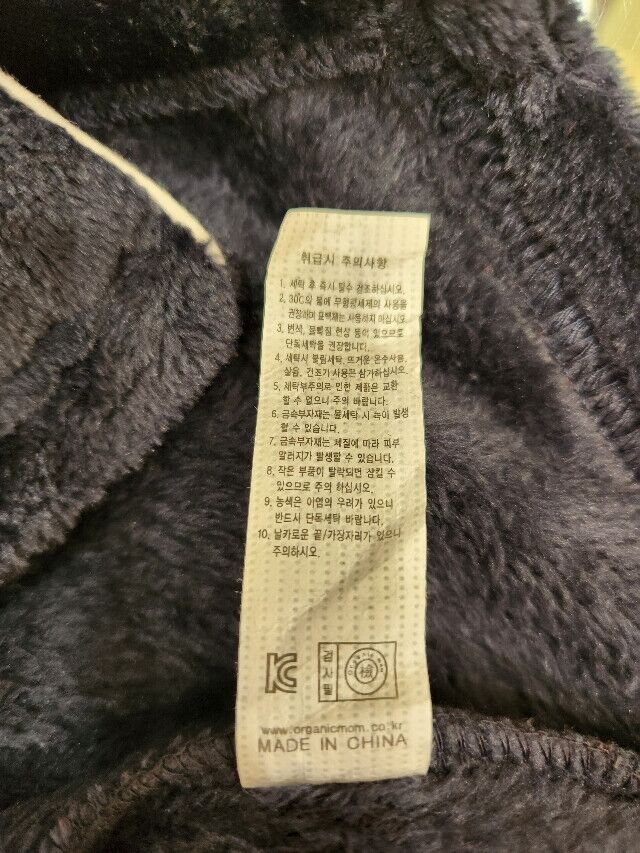 취급시 주의사항
1. 세탁 후 즉시 탈수 건조하십시오.
2. 30℃의 물에 무형광세제의 사용을
권장하며 표백제는 사용하지 마십시오.
3. 변색, 물빠짐 현상 등이 있으므로
단독세탁을 권장합니다.
4. 세탁시 불림세탁, 뜨거운 온수사용,
삶음, 건조기 사용은 삼가하십시오.
5. 세탁부주의로 인한 제품은 교환
할 수 없으니 주의 바랍니다.
6. 금속부자재는 물세탁 시 녹이 발생
할 수 있습니다.
7. 금속부자재는 체질에 따라 피부
알러지가 발생할 수 있습니다.
8. 작은 부품이 탈락되면 삼킬 수
있으므로 주의 하십시오.
9. 농색은 이염의 우려가 있으니
반드시 단독세탁 바랍니다.
10. 날카로운 끝/가장자리가 있으니
주의하시오.
KC
검사필
organic mom
檢
www.organicmom.co.kr
MADE IN CHINA